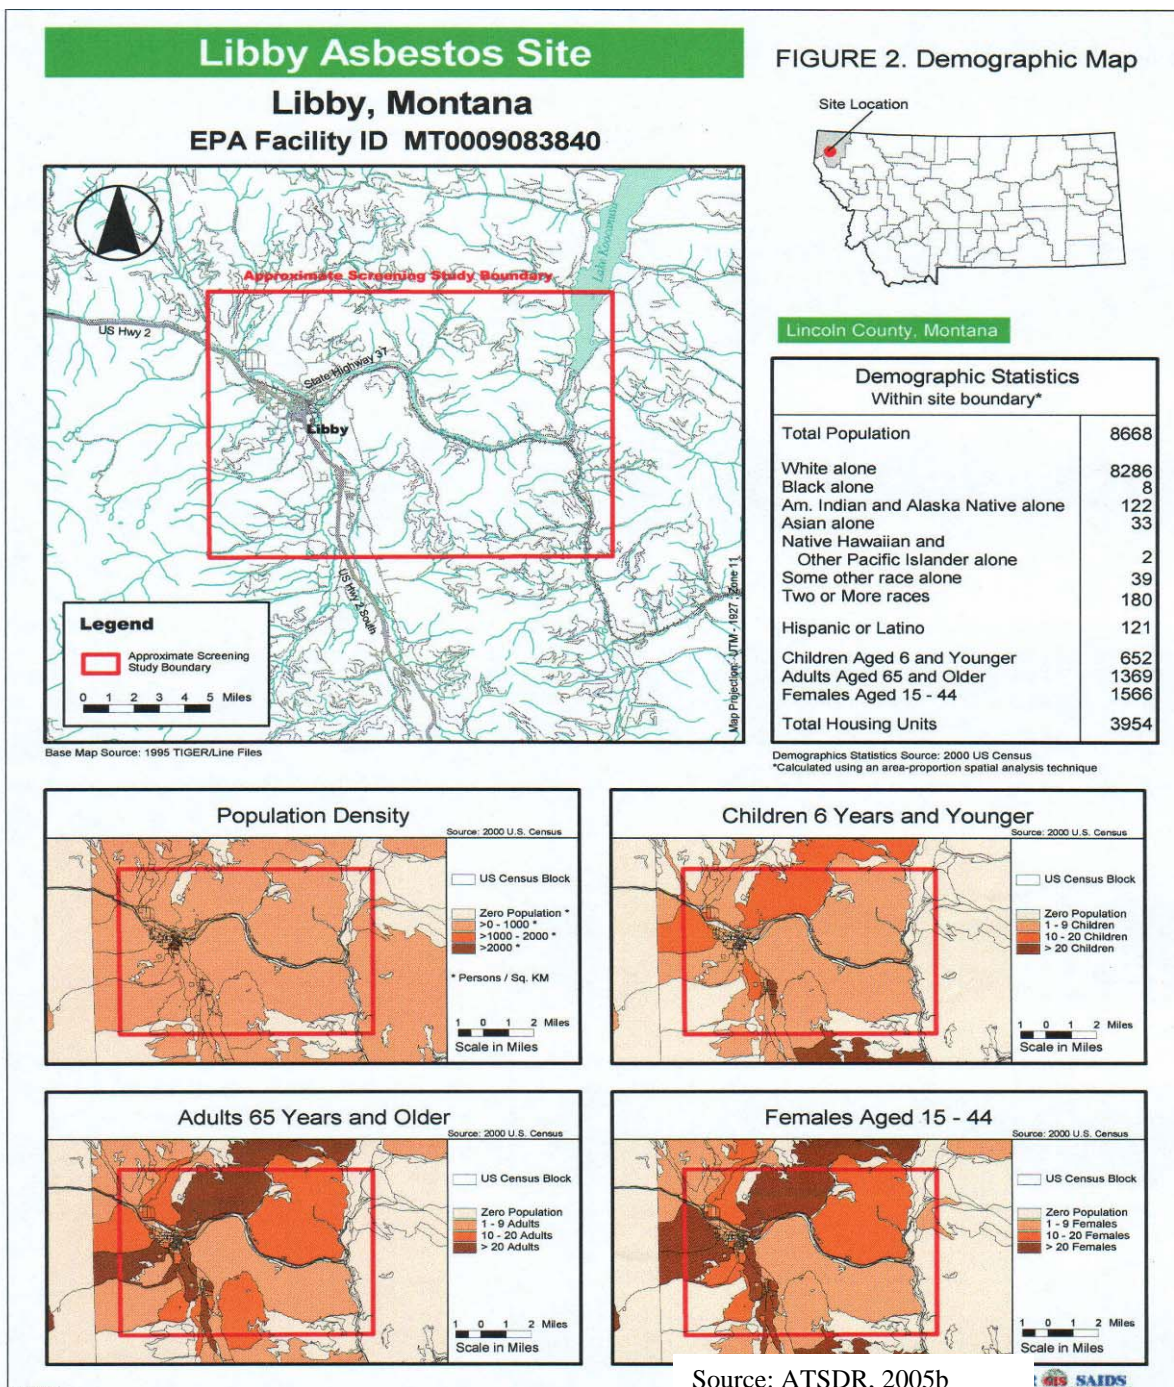 Libby Asbestos Site
Libby, Montana
EPA Facility ID MT0009083840
FIGURE 2. Demographic Map
Site Location
Approximate Screening Study Boundary
Lake Koocanusa
US Hwy 2
State Highway 37
Libby
US Hwy 2 South
Map Projection: UTM - 1927, Zone 11
Legend
Approximate Screening
Study Boundary
0 1 2 3 4 5 Miles
Base Map Source: 1995 TIGER/Line Files
Lincoln County, Montana
Demographic Statistics
Within site boundary*
Total Population 8668
White alone 8286
Black alone 8
Am. Indian and Alaska Native alone 122
Asian alone 33
Native Hawaiian and
Other Pacific Islander alone 2
Some other race alone 39
Two or More races 180
Hispanic or Latino 121
Children Aged 6 and Younger 652
Adults Aged 65 and Older 1369
Females Aged 15 - 44 1566
Total Housing Units 3954
Demographics Statistics Source: 2000 US Census
*Calculated using an area-proportion spatial analysis technique
Population Density
Source: 2000 U.S. Census
US Census Block
Zero Population *
>0 - 1000 *
>1000 - 2000 *
>2000 *
* Persons / Sq. KM
1 0 1 2 Miles
Scale in Miles
Children 6 Years and Younger
Source: 2000 U.S. Census
US Census Block
Zero Population
1 - 9 Children
10 - 20 Children
> 20 Children
1 0 1 2 Miles
Scale in Miles
Adults 65 Years and Older
Source: 2000 U.S. Census
US Census Block
Zero Population
1 - 9 Adults
10 - 20 Adults
> 20 Adults
1 0 1 2 Miles
Scale in Miles
Females Aged 15 - 44
Source: 2000 U.S. Census
US Census Block
Zero Population
1 - 9 Females
10 - 20 Females
> 20 Females
1 0 1 2 Miles
Scale in Miles
Source: ATSDR, 2005b
GIS SAIDS